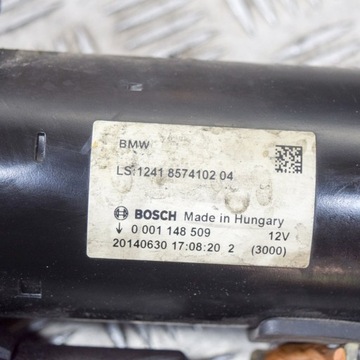 BMW
LS:1241 8574102 04
BOSCH Made in Hungary
↓ 0 001 148 509 12V
20140630 17:08:20 2 (3000)